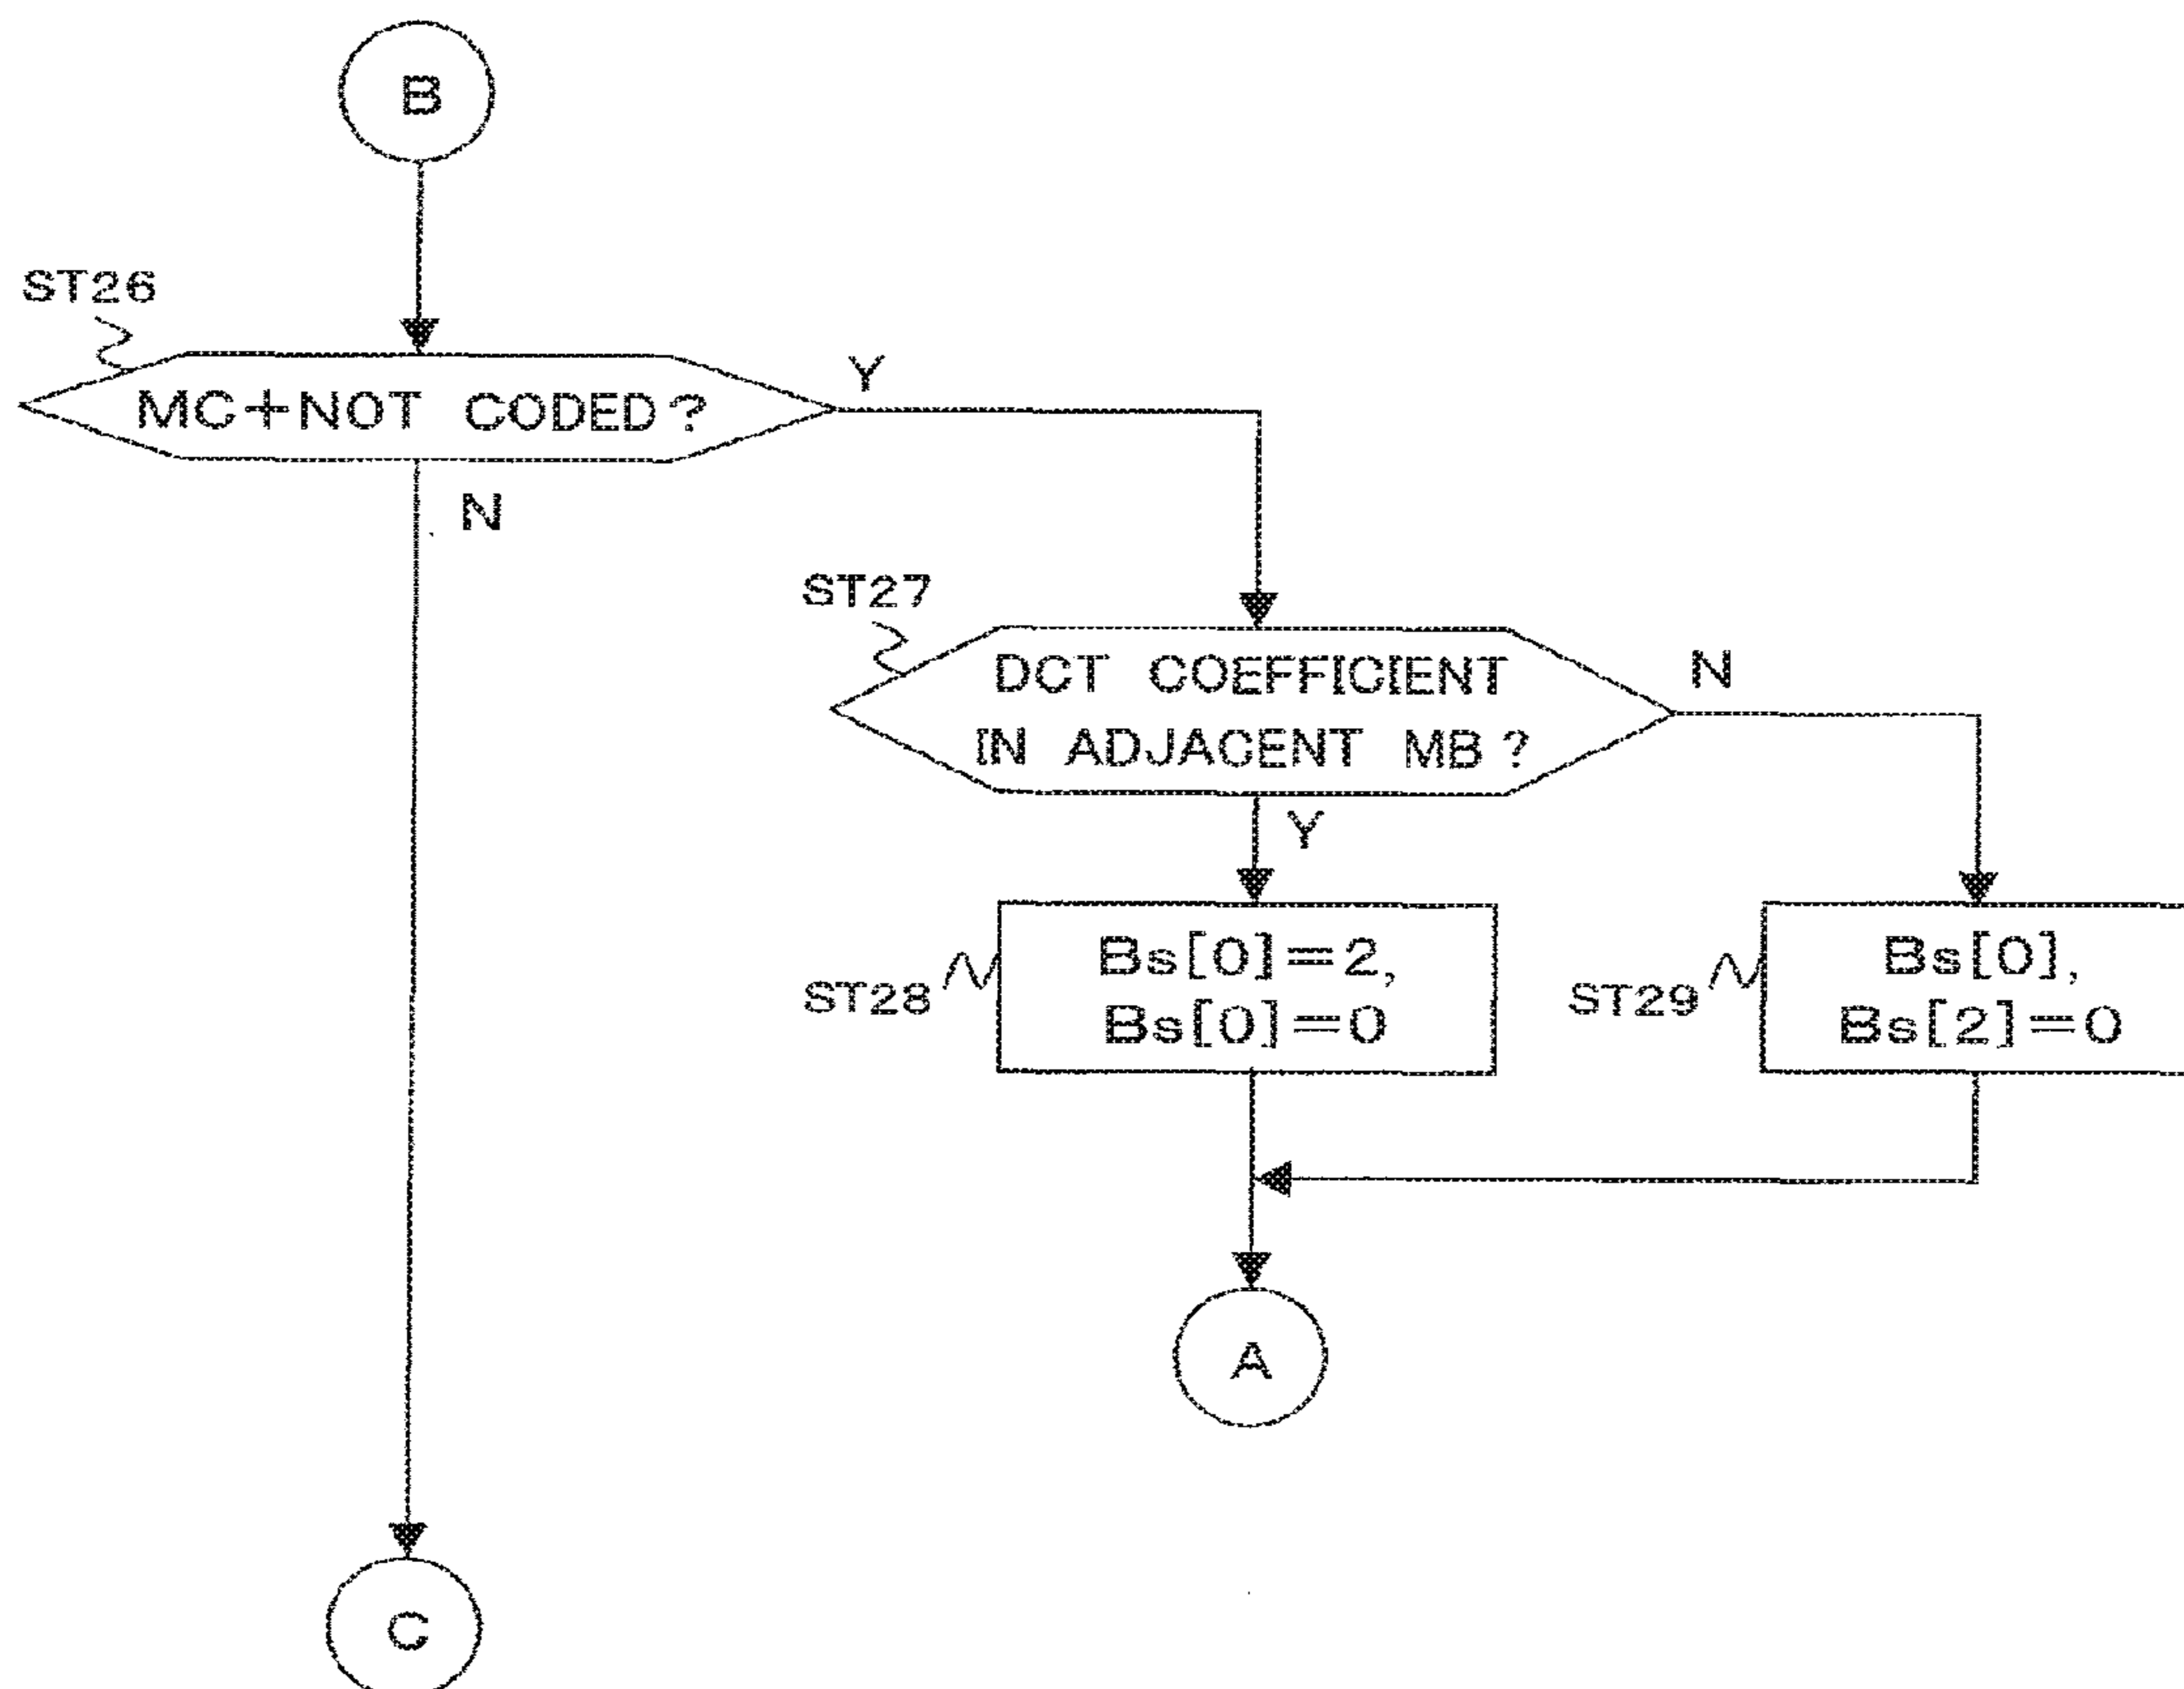 B
ST26
MC+NOT CODED?
Y
N
ST27
DCT COEFFICIENT
IN ADJACENT MB?
N
Y
Bs[0]=2,
Bs[0]=0
ST28
Bs[0],
Bs[2]=0
ST29
A
C